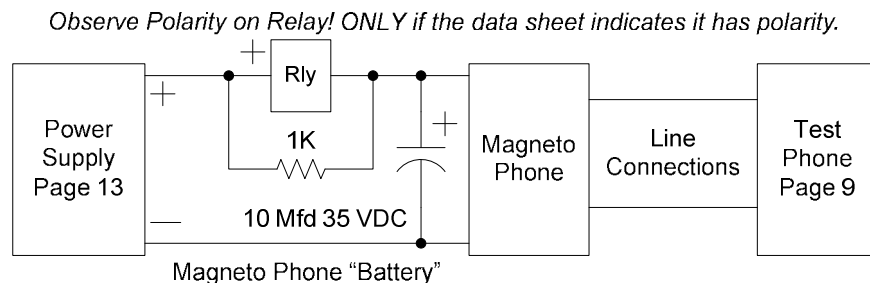 Observe Polarity on Relay! ONLY if the data sheet indicates it has polarity.
+
Rly
+
Power
Supply
Page 13
1K
+
Magneto
Phone
Line
Connections
Test
Phone
Page 9
—
10 Mfd 35 VDC
Magneto Phone “Battery”